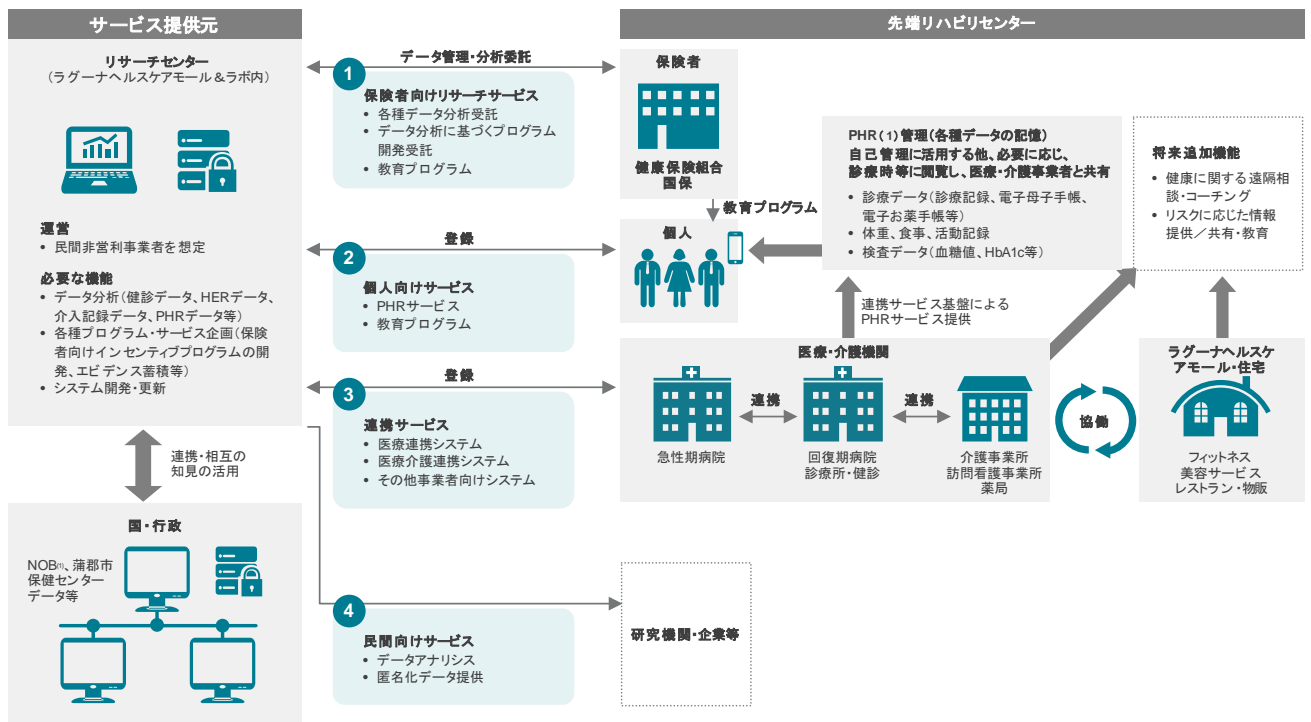 サービス提供元
リサーチセンター
（ラグーナヘルスケアモール＆ラボ内）
運営
• 民間非営利事業者を想定
必要な機能
• データ分析（健診データ、HERデータ、
介入記録データ、PHRデータ等）
• 各種プログラム・サービス企画（保険
者向けインセンティブプログラムの開
発、エビデンス蓄積等）
• システム開発・更新
連携・相互の
知見の活用
国・行政
NOB(1)、蒲郡市
保健センター
データ等
データ管理・分析委託
1
保険者向けリサーチサービス
• 各種データ分析受託
• データ分析に基づくプログラム
開発受託
• 教育プログラム
登録
2
個人向けサービス
• PHRサービス
• 教育プログラム
登録
3
連携サービス
• 医療連携システム
• 医療介護連携システム
• その他事業者向けシステム
4
民間向けサービス
• データアナリシス
• 匿名化データ提供
先端リハビリセンター
保険者
健康保険組合
国保
教育プログラム
個人
PHR(1)管理（各種データの記憶）
自己管理に活用する他、必要に応じ、
診療時等に閲覧し、医療・介護事業者と共有
• 診療データ（診療記録、電子母子手帳、
電子お薬手帳等）
• 体重、食事、活動記録
• 検査データ（血糖値、HbA1c等）
将来追加機能
• 健康に関する遠隔相
談・コーチング
• リスクに応じた情報
提供／共有・教育
連携サービス基盤による
PHRサービス提供
医療・介護機関
連携
連携
急性期病院
回復期病院
診療所・健診
介護事業所
訪問看護事業所
薬局
協働
ラグーナヘルスケ
アモール・住宅
フィットネス
美容サービス
レストラン・物販
研究機関・企業等